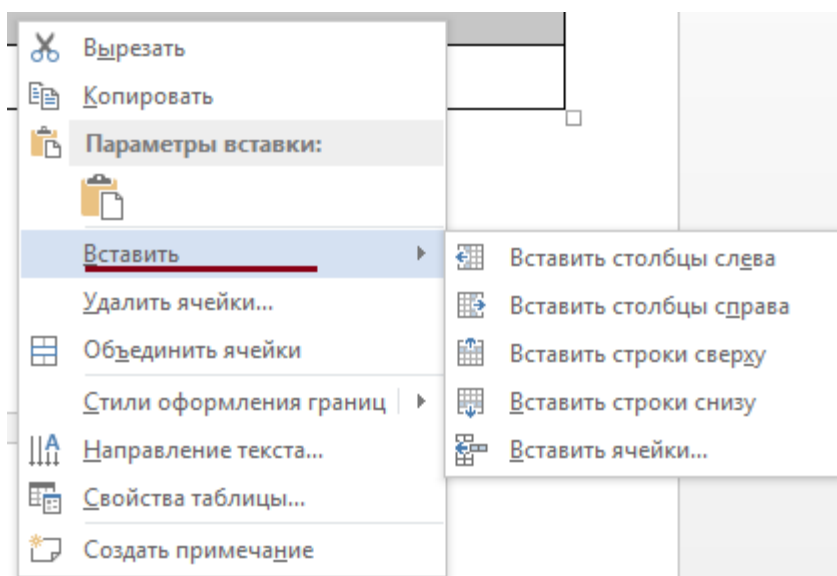 Вырезать
Копировать
Параметры вставки:
Вставить
Удалить ячейки...
Объединить ячейки
Стили оформления границ
Направление текста...
Свойства таблицы...
Создать примечание
Вставить столбцы слева
Вставить столбцы справа
Вставить строки сверху
Вставить строки снизу
Вставить ячейки...